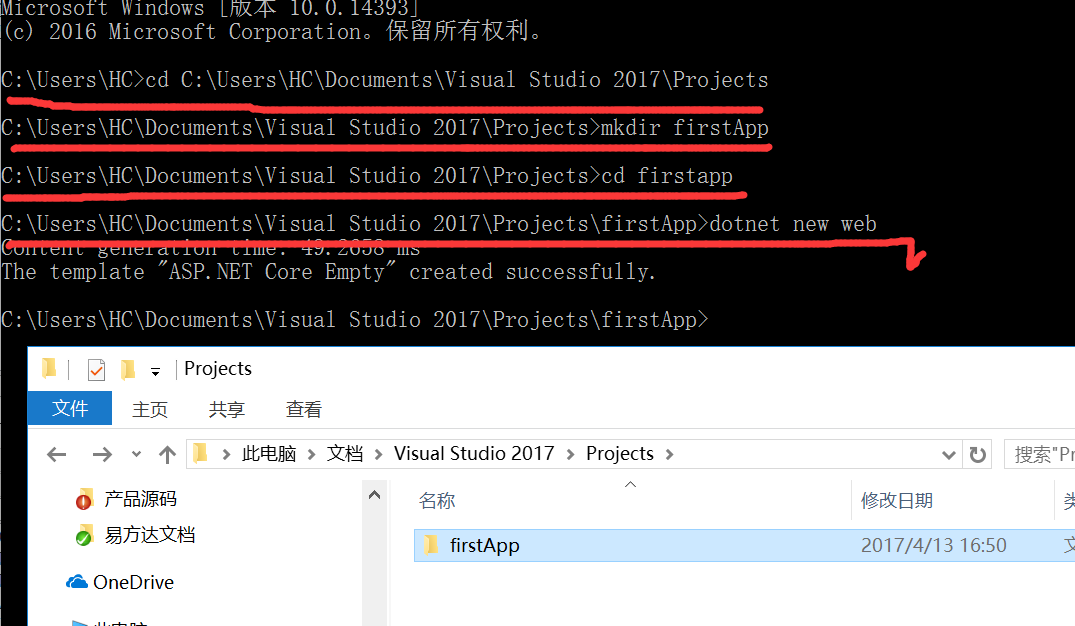 Microsoft Windows [版本 10.0.14393]
(c) 2016 Microsoft Corporation。保留所有权利。
C:\Users\HC>cd C:\Users\HC\Documents\Visual Studio 2017\Projects
C:\Users\HC\Documents\Visual Studio 2017\Projects>mkdir firstApp
C:\Users\HC\Documents\Visual Studio 2017\Projects>cd firstapp
C:\Users\HC\Documents\Visual Studio 2017\Projects\firstApp>dotnet new web
Content generation time: 49.2658 ms
The template "ASP.NET Core Empty" created successfully.
C:\Users\HC\Documents\Visual Studio 2017\Projects\firstApp>
Projects
文件 主页 共享 查看
此电脑 > 文档 > Visual Studio 2017 > Projects > 搜索"Pr
名称 修改日期 类
产品源码
易方达文档
firstApp 2017/4/13 16:50 文
OneDrive
此电脑